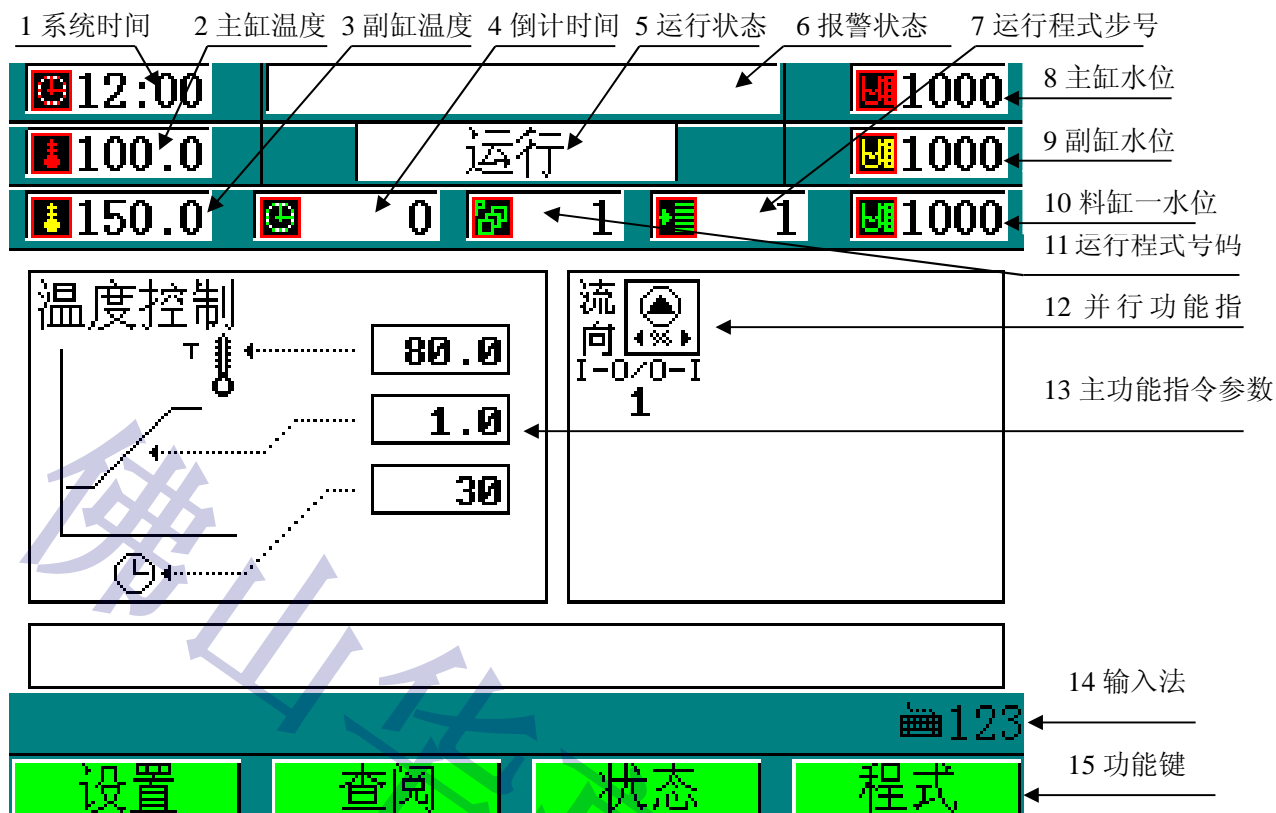 1 系统时间 2 主缸温度 3 副缸温度 4 倒计时间 5 运行状态 6 报警状态 7 运行程式步号
12:00 1000 8 主缸水位
100.0 运行 1000 9 副缸水位
150.0 0 1 1 1000 10 料缸一水位
11 运行程式号码
温度控制 流向 12 并行功能指
T 80.0 I-O/O-I
1.0 1 13 主功能指令参数
30
14 输入法
123
设置 查阅 状态 程式 15 功能键
佛山华